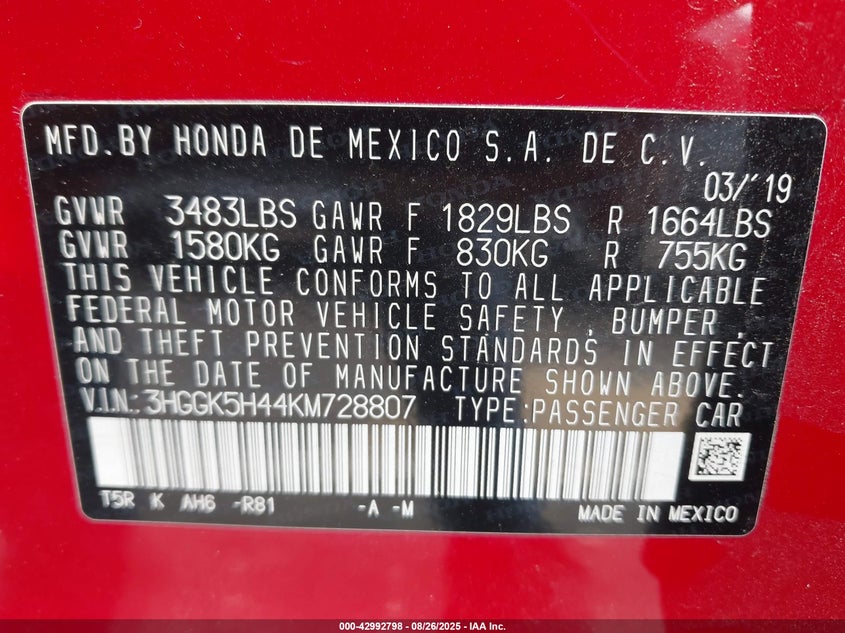 MFD.BY HONDA DE MEXICO S.A. DE C.V.
03/'19
GVWR 3483LBS GAWR F 1829LBS R 1664LBS
GVWR 1580KG GAWR F 830KG R 755KG
THIS VEHICLE CONFORMS TO ALL APPLICABLE
FEDERAL MOTOR VEHICLE SAFETY, BUMPER,
AND THEFT PREVENTION STANDARDS IN EFFECT
ON THE DATE OF MANUFACTURE SHOWN ABOVE.
V.I.N.:3HGGK5H44KM728807 TYPE:PASSENGER CAR
T5R K AH6 -R81 -A -M
MADE IN MEXICO
000-42992798 - 08/26/2025 - IAA Inc.